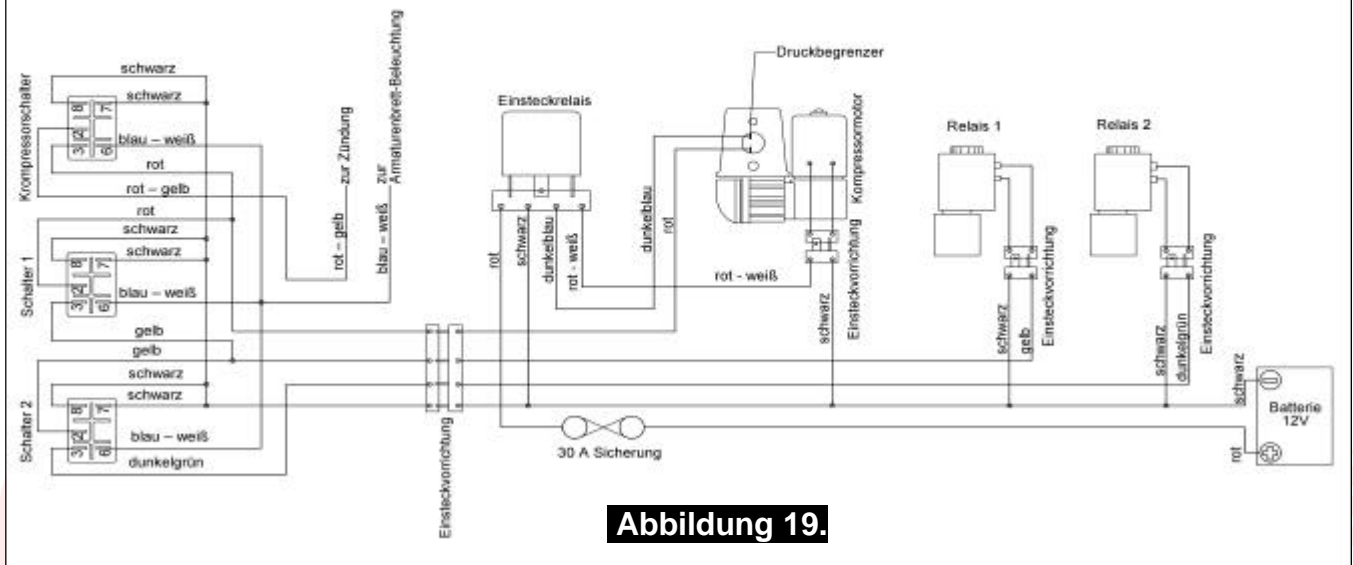 Krompressorschalter
schwarz
schwarz
blau – weiß
rot
rot – gelb
8
7
2
3
6
Schalter 1
rot
schwarz
schwarz
blau – weiß
gelb
8
7
2
3
6
Schalter 2
gelb
schwarz
schwarz
blau – weiß
dunkelgrün
8
7
2
3
6
rot – gelb
zur Zündung
blau – weiß
zur
Armaturenbrett-Beleuchtung
Einsteckvorrichtung
Einsteckrelais
rot
schwarz
dunkelblau
rot - weiß
30 A Sicherung
dunkelblau
rot
rot - weiß
Druckbegrenzer
Kompressormotor
Einsteckvorrichtung
schwarz
Relais 1
Einsteckvorrichtung
schwarz
gelb
Relais 2
Einsteckvorrichtung
schwarz
dunkelgrün
schwarz
rot
Batterie
12V
Abbildung 19.